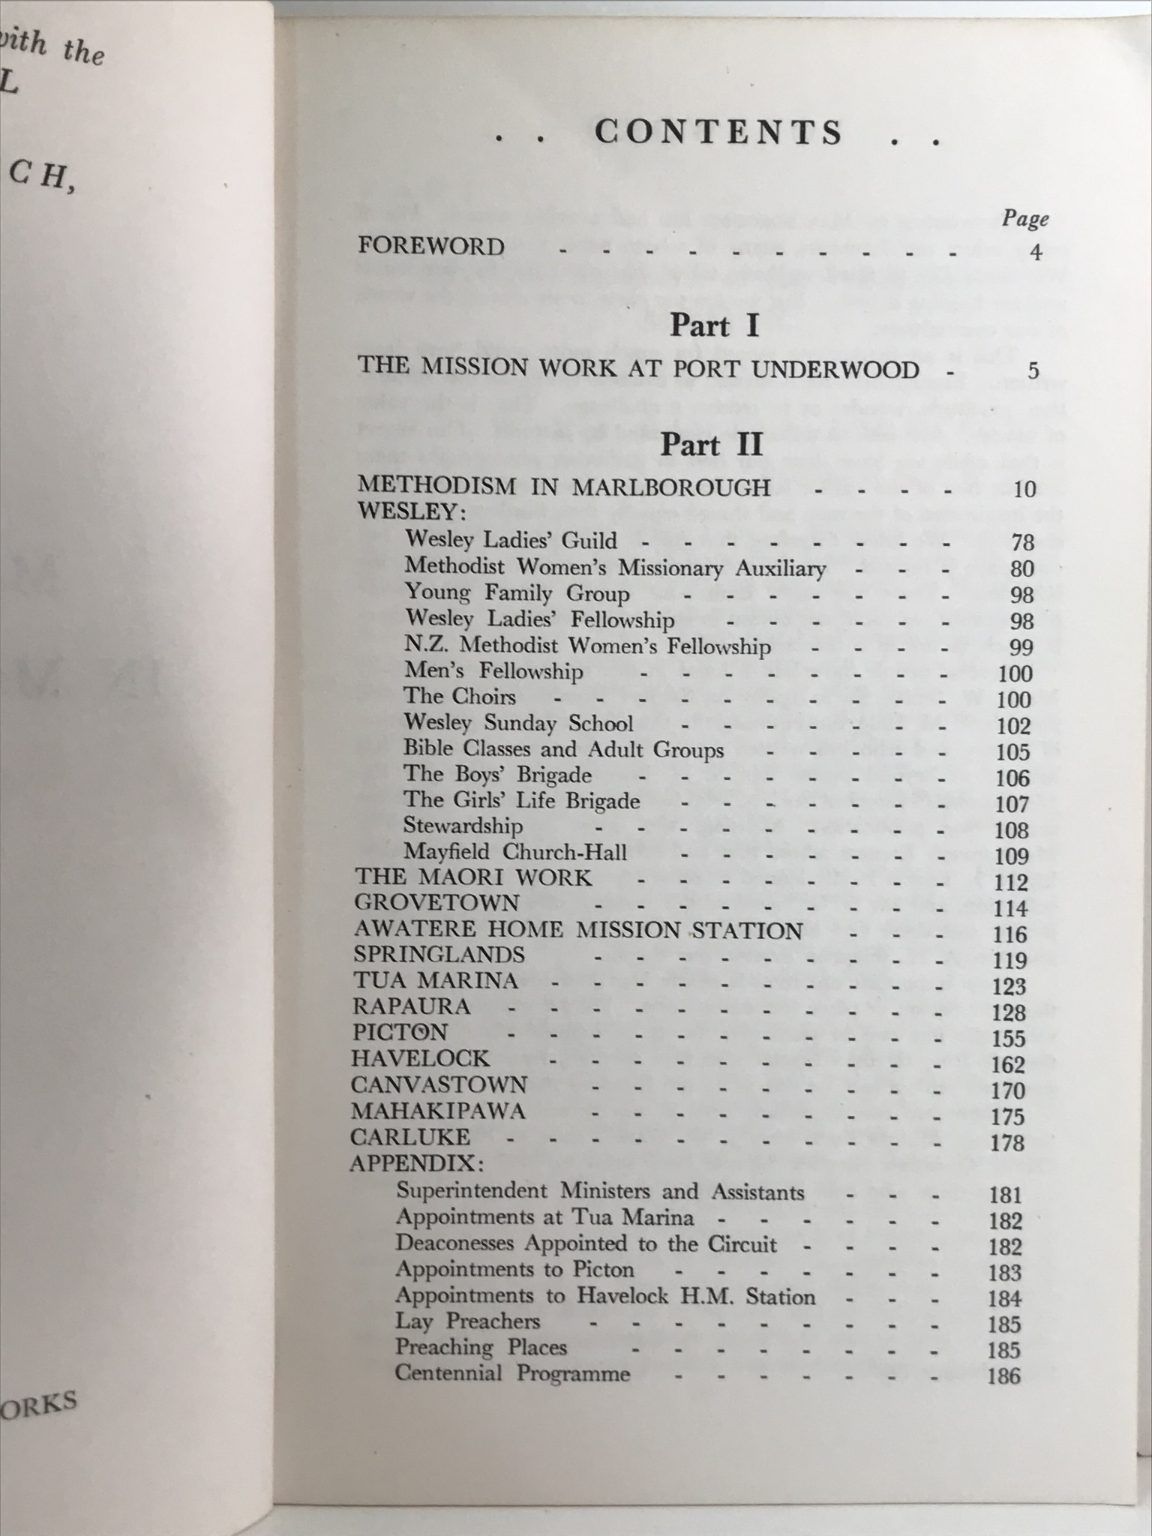 with the
L
CH,
ORKS
. . CONTENTS . .
Page
FOREWORD - - - - - - - - - - 4
Part I
THE MISSION WORK AT PORT UNDERWOOD - 5
Part II
METHODISM IN MARLBOROUGH - - - - 10
WESLEY:
Wesley Ladies' Guild - - - - - - - - 78
Methodist Women's Missionary Auxiliary - - - 80
Young Family Group - - - - - - - 98
Wesley Ladies' Fellowship - - - - - - 98
N.Z. Methodist Women's Fellowship - - - - 99
Men's Fellowship - - - - - - - - 100
The Choirs - - - - - - - - - - 100
Wesley Sunday School - - - - - - - 102
Bible Classes and Adult Groups - - - - - 105
The Boys' Brigade - - - - - - - - 106
The Girls' Life Brigade - - - - - - - 107
Stewardship - - - - - - - - - 108
Mayfield Church-Hall - - - - - - - 109
THE MAORI WORK - - - - - - - - 112
GROVETOWN - - - - - - - - - 114
AWATERE HOME MISSION STATION - - - 116
SPRINGLANDS - - - - - - - - - 119
TUA MARINA - - - - - - - - - - 123
RAPAURA - - - - - - - - - - - 128
PICTON - - - - - - - - - - - 155
HAVELOCK - - - - - - - - - - 162
CANVASTOWN - - - - - - - - - 170
MAHAKIPAWA - - - - - - - - - 175
CARLUKE - - - - - - - - - - - 178
APPENDIX:
Superintendent Ministers and Assistants - - - 181
Appointments at Tua Marina - - - - - - 182
Deaconesses Appointed to the Circuit - - - - 182
Appointments to Picton - - - - - - - 183
Appointments to Havelock H.M. Station - - - 184
Lay Preachers - - - - - - - - - 185
Preaching Places - - - - - - - - 185
Centennial Programme - - - - - - - 186